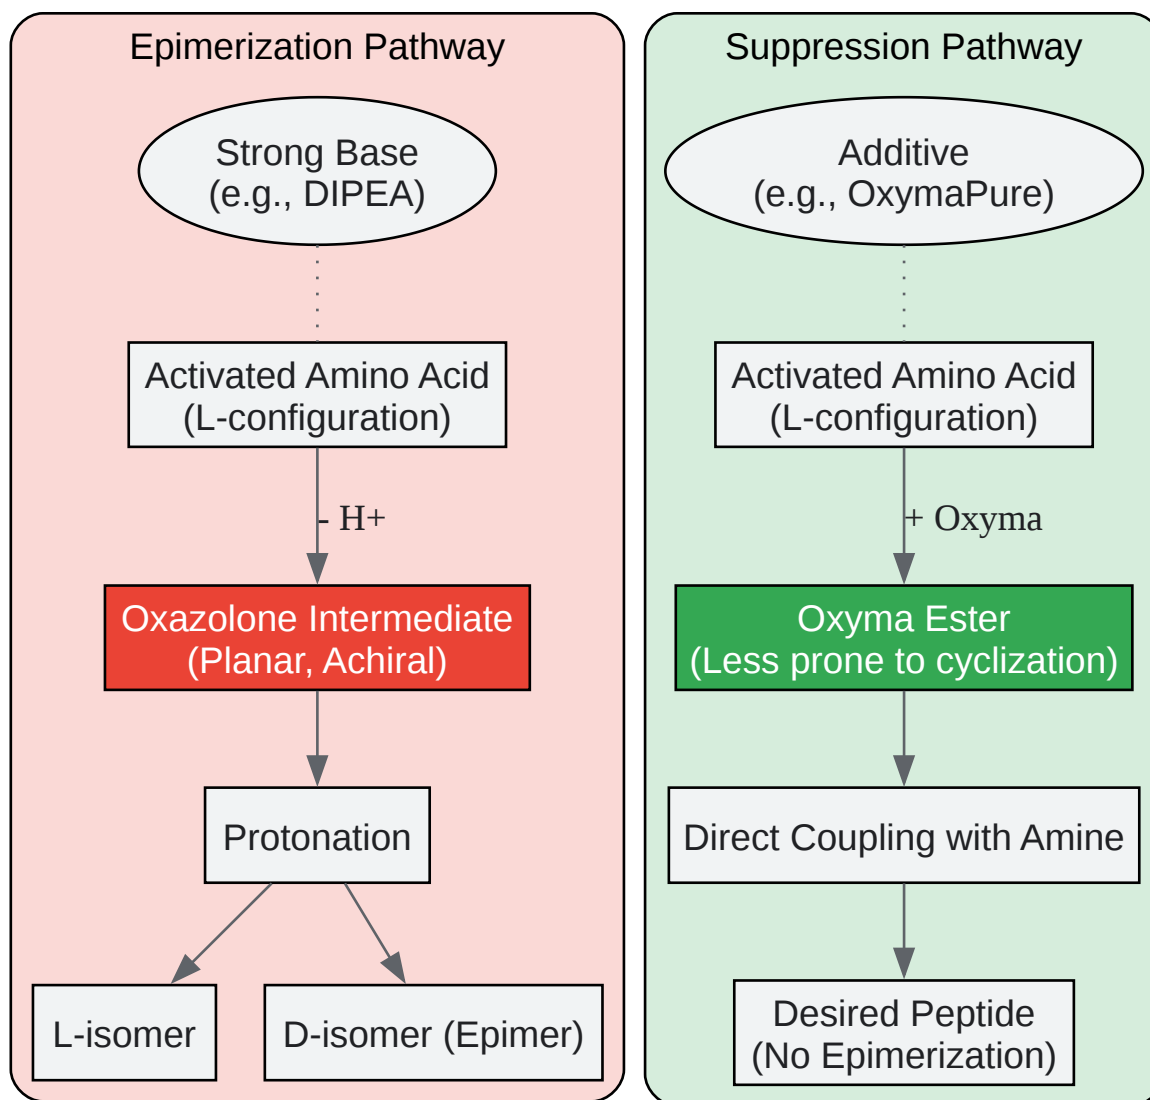 Epimerization Pathway
Strong Base
(e.g., DIPEA)
Activated Amino Acid
(L-configuration)
- H+
Oxazolone Intermediate
(Planar, Achiral)
Protonation
L-isomer
D-isomer (Epimer)
Suppression Pathway
Additive
(e.g., OxymaPure)
Activated Amino Acid
(L-configuration)
+ Oxyma
Oxyma Ester
(Less prone to cyclization)
Direct Coupling with Amine
Desired Peptide
(No Epimerization)